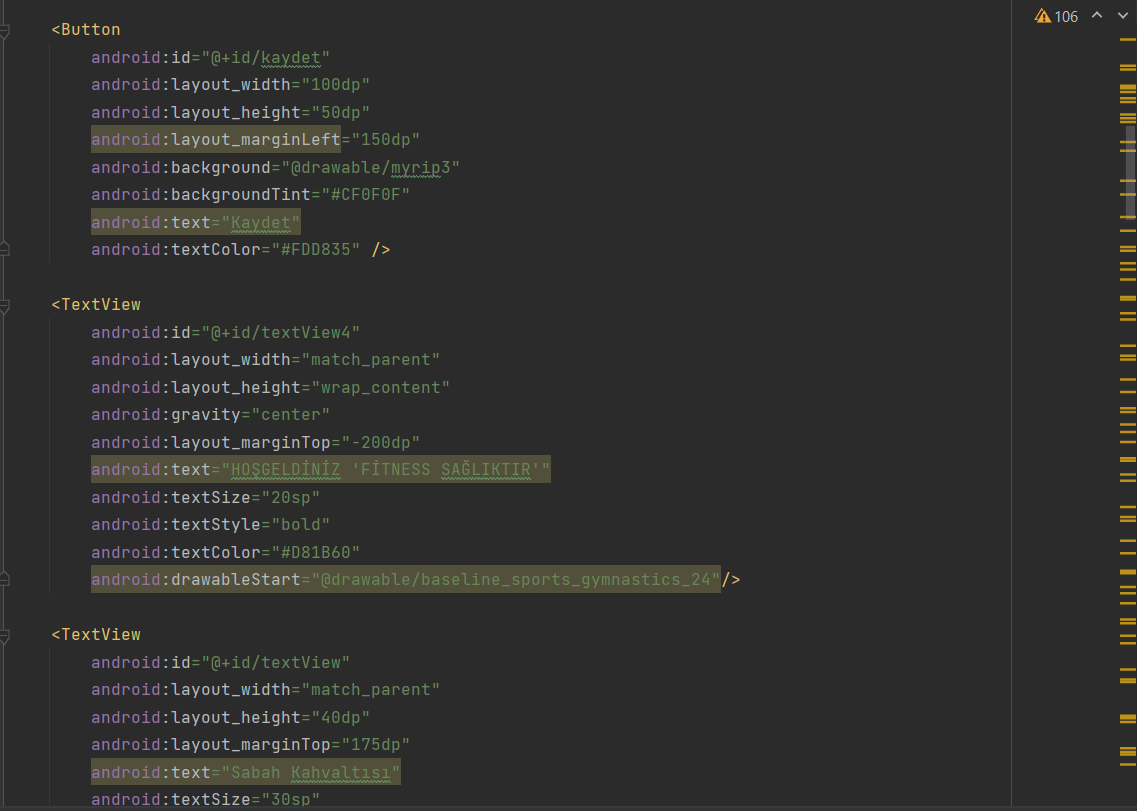 <Button
android:id="@+id/kaydet"
android:layout_width="100dp"
android:layout_height="50dp"
android:layout_marginLeft="150dp"
android:background="@drawable/myrip3"
android:backgroundTint="#CF0F0F"
android:text="Kaydet"
android:textColor="#FDD835" />
<TextView
android:id="@+id/textView4"
android:layout_width="match_parent"
android:layout_height="wrap_content"
android:gravity="center"
android:layout_marginTop="-200dp"
android:text="HOŞGELDİNİZ 'FİTNESS SAĞLIKTIR'"
android:textSize="20sp"
android:textStyle="bold"
android:textColor="#D81B60"
android:drawableStart="@drawable/baseline_sports_gymnastics_24"/>
<TextView
android:id="@+id/textView"
android:layout_width="match_parent"
android:layout_height="40dp"
android:layout_marginTop="175dp"
android:text="Sabah Kahvaltısı"
android:textSize="30sp"
106